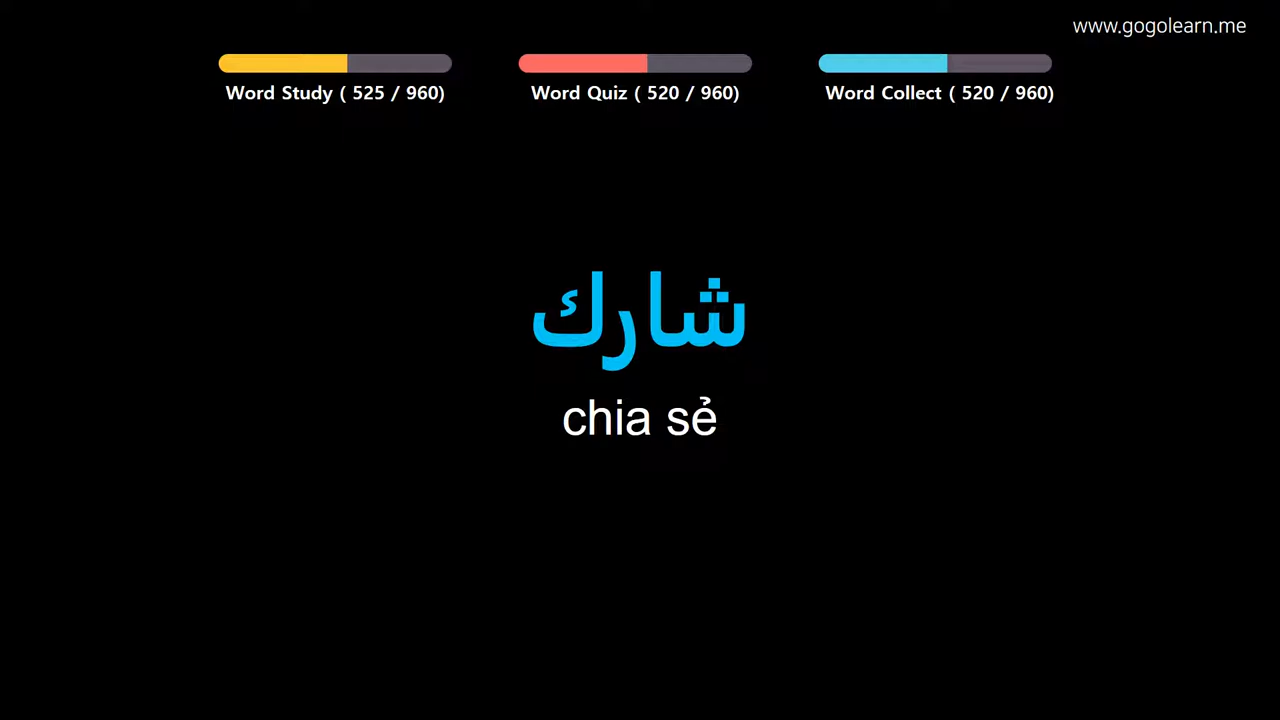 www.gogolearn.me
Word Study ( 525 / 960)
Word Quiz ( 520 / 960)
Word Collect ( 520 / 960)
شارك
chia sẻ